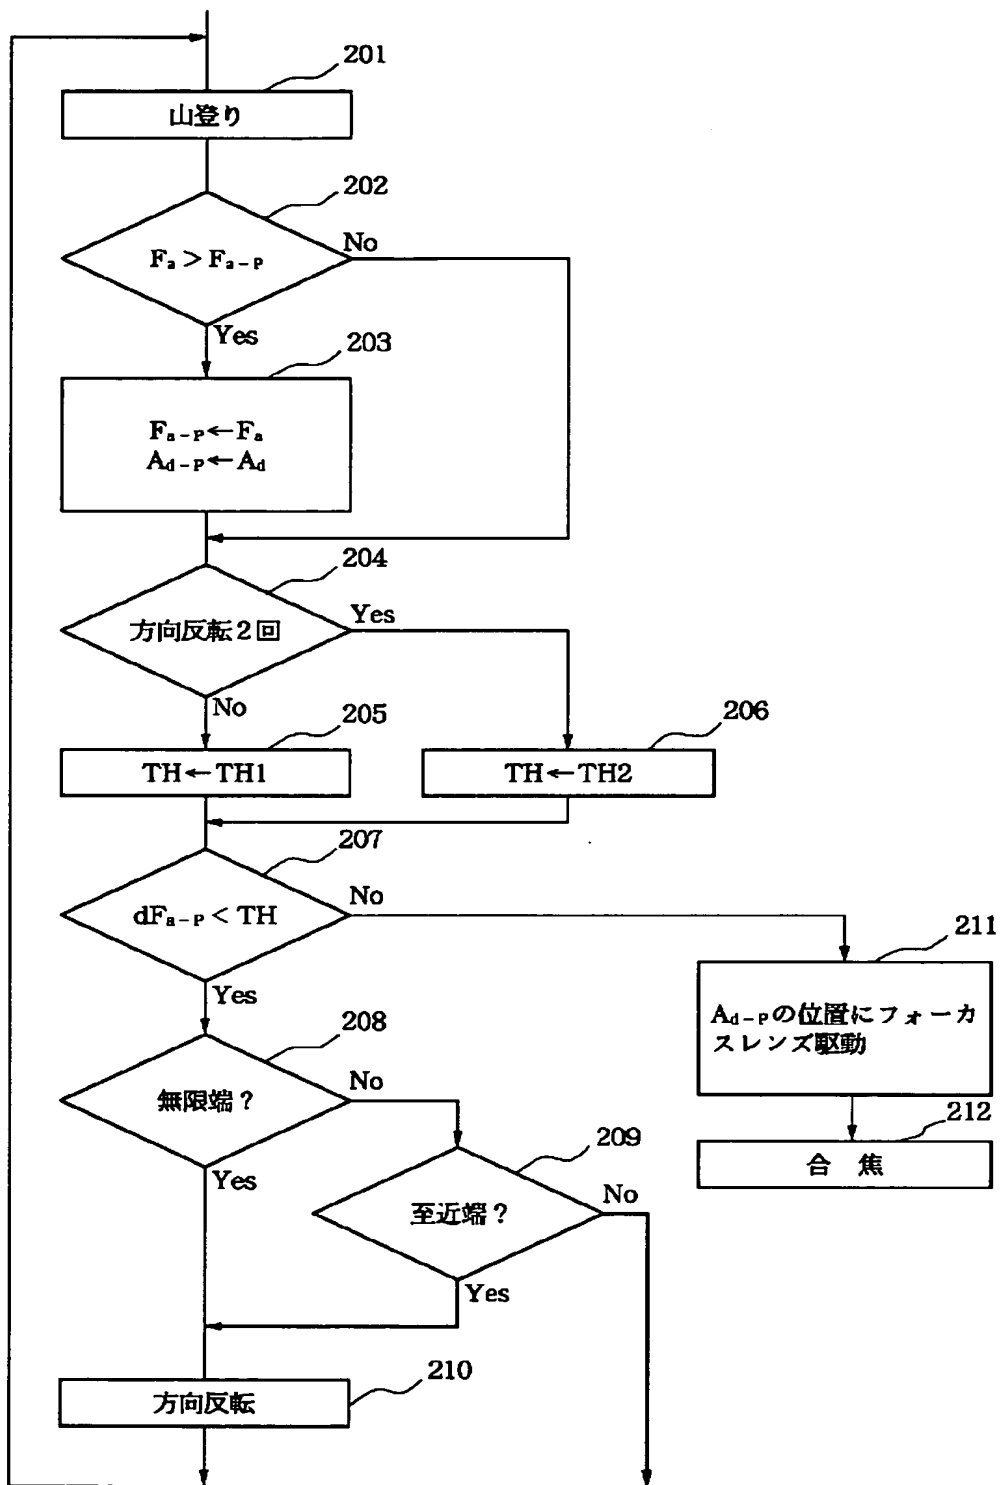 201
山登り
202
Fₐ > Fₐ₋P
No
Yes
203
Fₐ₋P ← Fₐ
A_d-P ← A_d
204
方向反転2回
Yes
No
205
TH←TH1
206
TH←TH2
207
dFₐ₋P < TH
No
Yes
211
A_d-Pの位置にフォーカ
スレンズ駆動
208
無限端?
No
Yes
212
合 焦
209
至近端?
No
Yes
210
方向反転